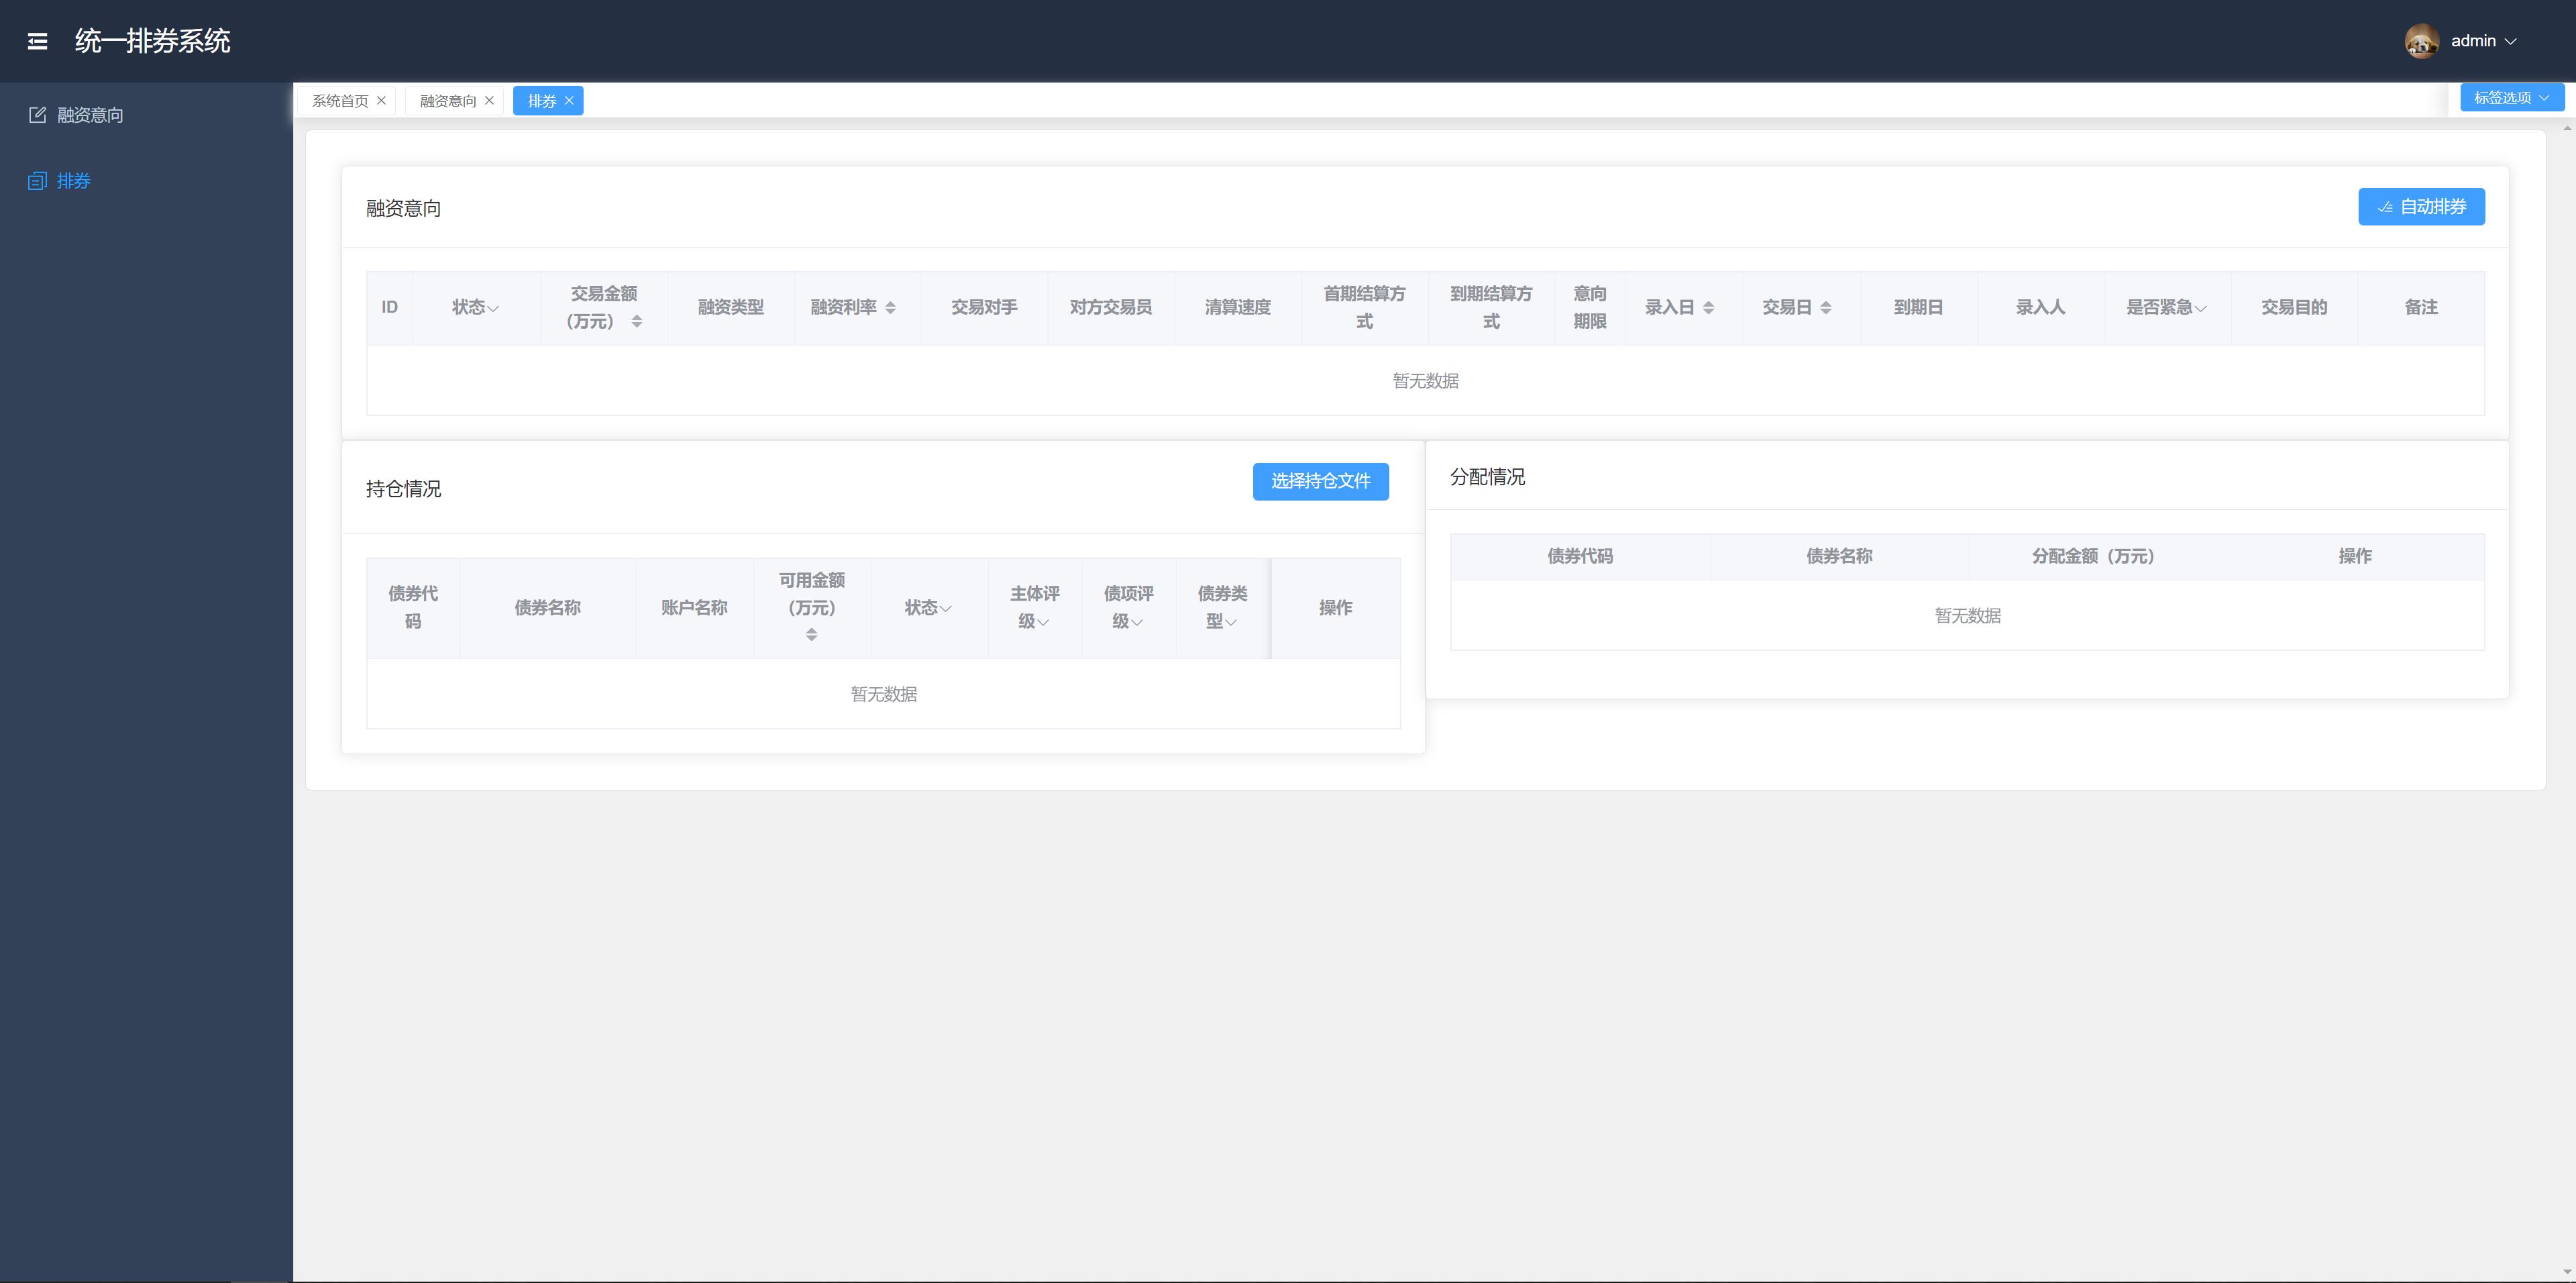 统一排券系统
admin
融资意向
排券
系统首页
融资意向
排券
标签选项
融资意向
自动排券
ID
状态
交易金额
（万元）
融资类型
融资利率
交易对手
对方交易员
清算速度
首期结算方
式
到期结算方
式
意向
期限
录入日
交易日
到期日
录入人
是否紧急
交易目的
备注
暂无数据
持仓情况
选择持仓文件
债券代
码
债券名称
账户名称
可用金额
（万元）
状态
主体评
级
债项评
级
债券类
型
操作
暂无数据
分配情况
债券代码
债券名称
分配金额（万元）
操作
暂无数据